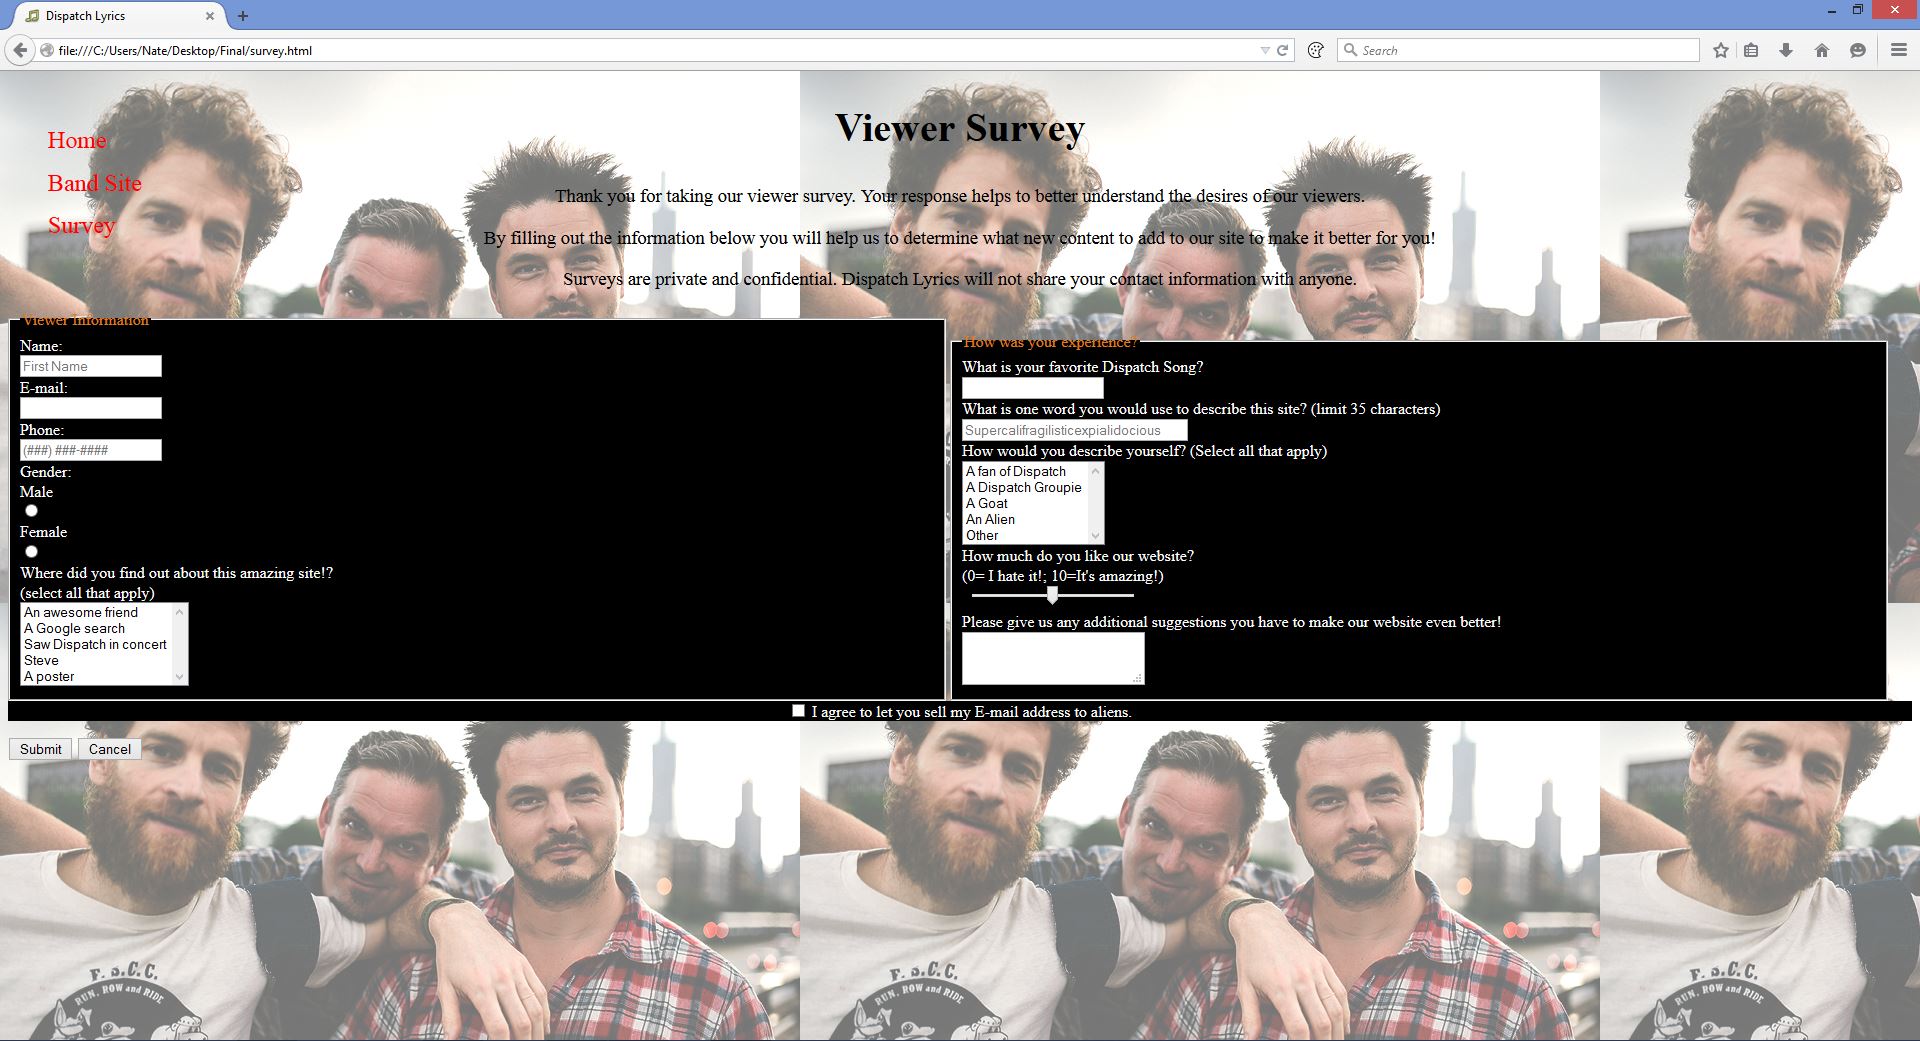 Dispatch Lyrics
file:///C:/Users/Nate/Desktop/Final/survey.html
Search
Home
Band Site
Survey
Viewer Survey
Thank you for taking our viewer survey. Your response helps to better understand the desires of our viewers.
By filling out the information below you will help us to determine what new content to add to our site to make it better for you!
Surveys are private and confidential. Dispatch Lyrics will not share your contact information with anyone.
Viewer Information
Name:
First Name
E-mail:
Phone:
(###) ###-####
Gender:
Male
Female
Where did you find out about this amazing site!?
(select all that apply)
An awesome friend
A Google search
Saw Dispatch in concert
Steve
A poster
How was your experience?
What is your favorite Dispatch Song?
What is one word you would use to describe this site? (limit 35 characters)
Supercalifragilisticexpialidocious
How would you describe yourself? (Select all that apply)
A fan of Dispatch
A Dispatch Groupie
A Goat
An Alien
Other
How much do you like our website?
(0= I hate it!; 10=It's amazing!)
Please give us any additional suggestions you have to make our website even better!
I agree to let you sell my E-mail address to aliens.
Submit
Cancel
F.S.C.C.
RUN, ROW and RIDE
F.S.C.C.
RUN, ROW and RIDE
F.S.C.C.
RUN, ROW and RIDE